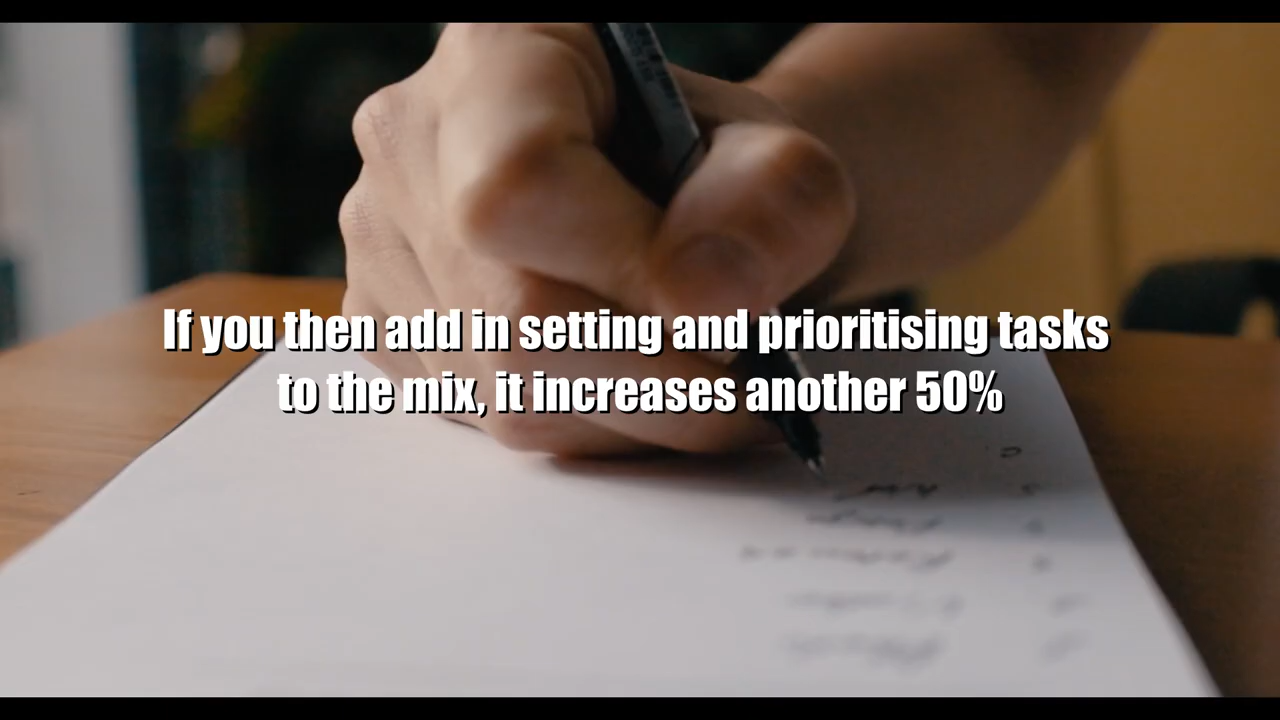 If you then add in setting and prioritising tasks
to the mix, it increases another 50%